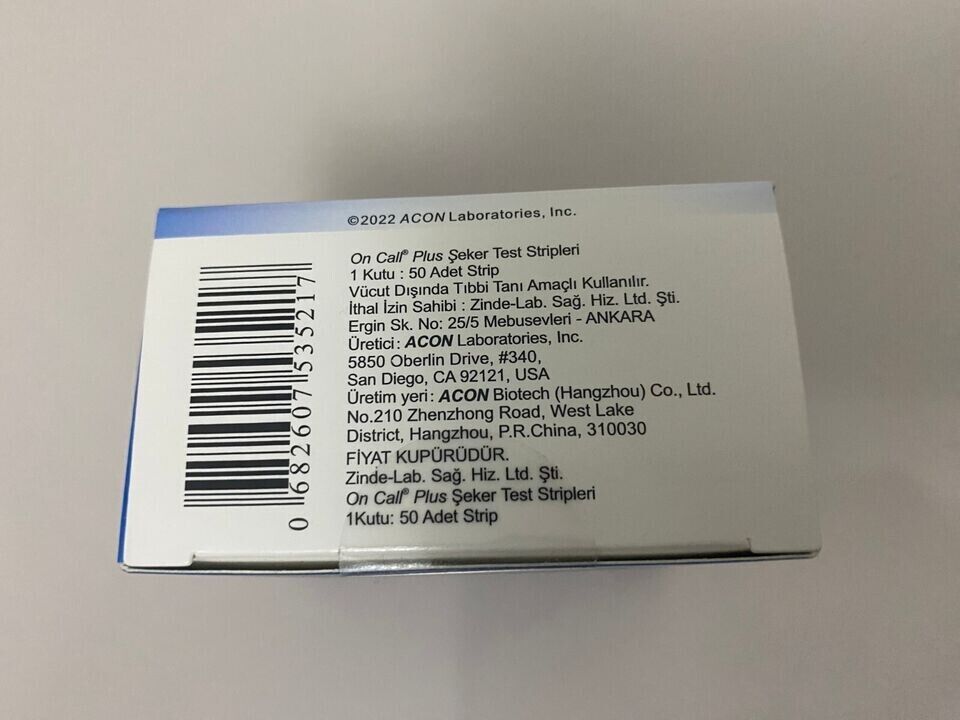 ©2022 ACON Laboratories, Inc.
On Call® Plus Şeker Test Stripleri
1 Kutu : 50 Adet Strip
Vücut Dışında Tıbbi Tanı Amaçlı Kullanılır.
İthal İzin Sahibi : Zinde-Lab. Sağ. Hiz. Ltd. Şti.
Ergin Sk. No: 25/5 Mebusevleri - ANKARA
Üretici : ACON Laboratories, Inc.
5850 Oberlin Drive, #340,
San Diego, CA 92121, USA
Üretim yeri : ACON Biotech (Hangzhou) Co., Ltd.
No.210 Zhenzhong Road, West Lake
District, Hangzhou, P.R.China, 310030
FİYAT KUPÜRÜDÜR.
Zinde-Lab. Sağ. Hiz. Ltd. Şti.
On Call® Plus Şeker Test Stripleri
1Kutu: 50 Adet Strip
0 682607 535217